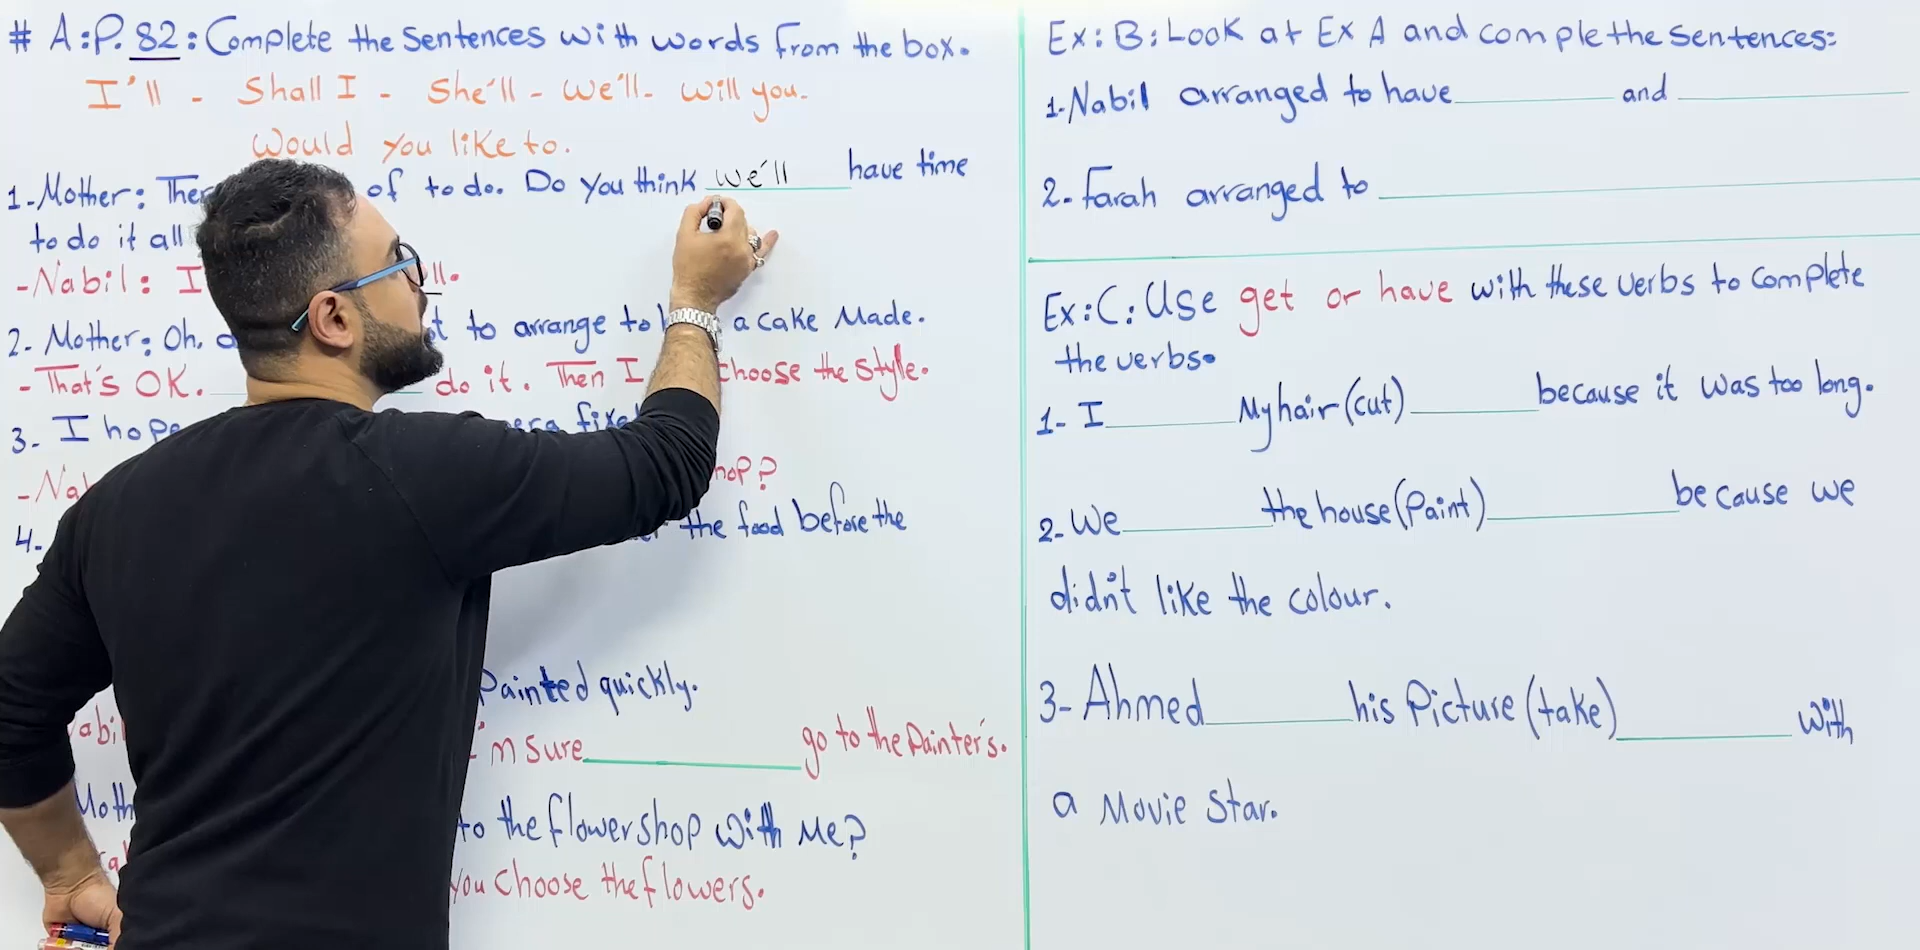 # A:P.82: Complete the sentences with words from the box.
I'll - Shall I - She'll - we'll - will you.
Would you like to.
1-Mother: of to do. Do you think we'll have time
to do it all
-Nabil: I ll.
2- Mother: Oh, to arrange to a cake Made.
- That's OK. ______ do it. Then I choose the style.
3- I hope
4- the food before the
Painted quickly.
sure ______ go to the Painter's.
to the flower shop with Me?
you choose the flowers.
Ex: B: Look at Ex A and complete the sentences:
1-Nabil arranged to have ______ and ______
2- Farah arranged to ______
Ex: C: Use get or have with these verbs to complete
the verbs.
1- I ______ My hair (cut) ______ because it was too long.
2- We ______ the house (Paint) ______ because we
didn't like the colour.
3- Ahmed ______ his Picture (take) ______ with
a Movie Star.